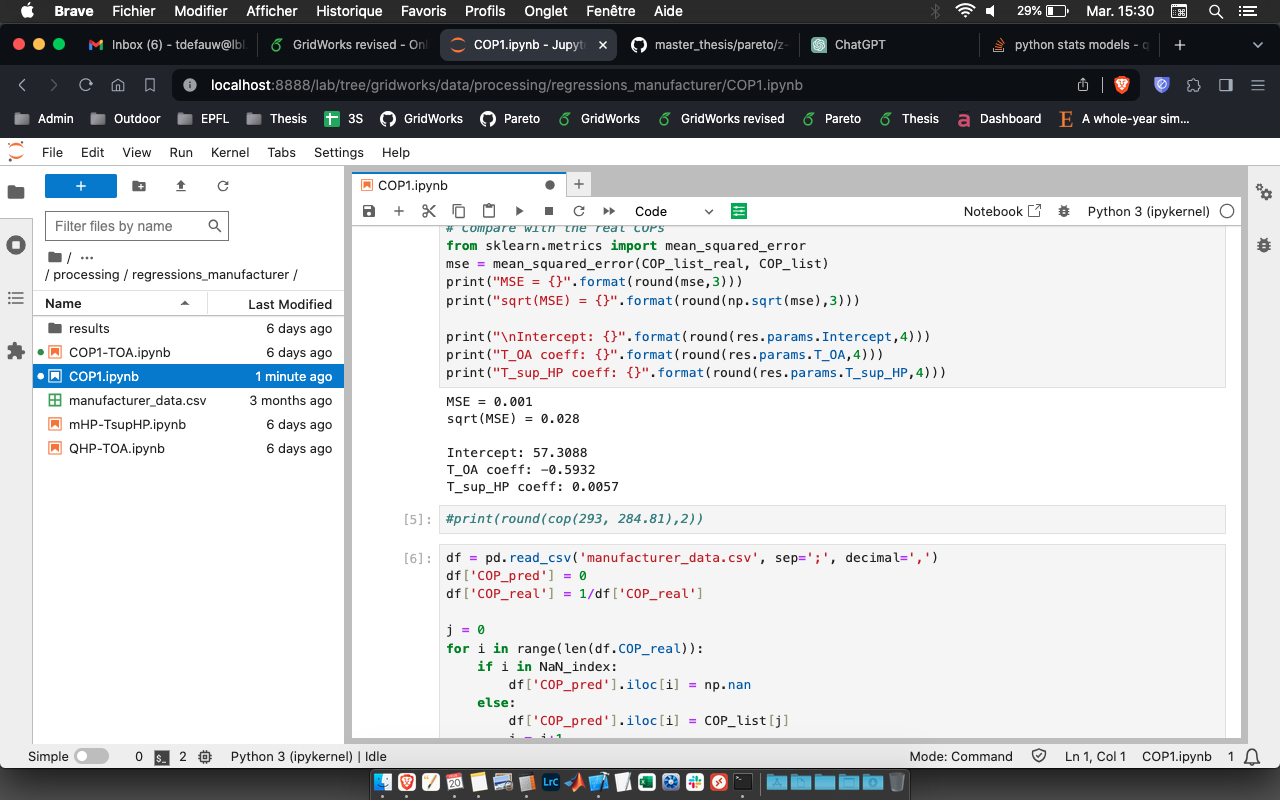 Brave Fichier Modifier Afficher Historique Favoris Profils Onglet Fenêtre Aide 29% Mar. 15:30
Inbox (6) - tdefauw@lbl. GridWorks revised - Onl COP1.ipynb - Jupyt master_thesis/pareto/z- ChatGPT python stats models - q
localhost:8888/lab/tree/gridworks/data/processing/regressions_manufacturer/COP1.ipynb
Admin Outdoor EPFL Thesis 3S GridWorks Pareto GridWorks GridWorks revised Pareto Thesis Dashboard A whole-year sim...
File Edit View Run Kernel Tabs Settings Help
COP1.ipynb
Code Notebook Python 3 (ipykernel)
Filter files by name
/ ...
/ processing / regressions_manufacturer /
Name Last Modified
results 6 days ago
COP1-TOA.ipynb 6 days ago
COP1.ipynb 1 minute ago
manufacturer_data.csv 3 months ago
mHP-TsupHP.ipynb 6 days ago
QHP-TOA.ipynb 6 days ago
# Compare with the real COPs
from sklearn.metrics import mean_squared_error
mse = mean_squared_error(COP_list_real, COP_list)
print("MSE = {}".format(round(mse,3)))
print("sqrt(MSE) = {}".format(round(np.sqrt(mse),3)))
print("\nIntercept: {}".format(round(res.params.Intercept,4)))
print("T_OA coeff: {}".format(round(res.params.T_OA,4)))
print("T_sup_HP coeff: {}".format(round(res.params.T_sup_HP,4)))
MSE = 0.001
sqrt(MSE) = 0.028
Intercept: 57.3088
T_OA coeff: -0.5932
T_sup_HP coeff: 0.0057
[5]: #print(round(cop(293, 284.81),2))
[6]: df = pd.read_csv('manufacturer_data.csv', sep=';', decimal=',')
df['COP_pred'] = 0
df['COP_real'] = 1/df['COP_real']
j = 0
for i in range(len(df.COP_real)):
if i in NaN_index:
df['COP_pred'].iloc[i] = np.nan
else:
df['COP_pred'].iloc[i] = COP_list[j]
j = j+1
Simple 0 $_ 2 Python 3 (ipykernel) | Idle Mode: Command Ln 1, Col 1 COP1.ipynb 1
20 LrC